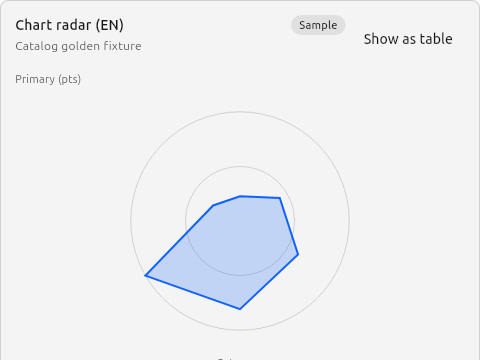 Chart radar (EN)
Sample
Show as table
Catalog golden fixture
Primary (pts)